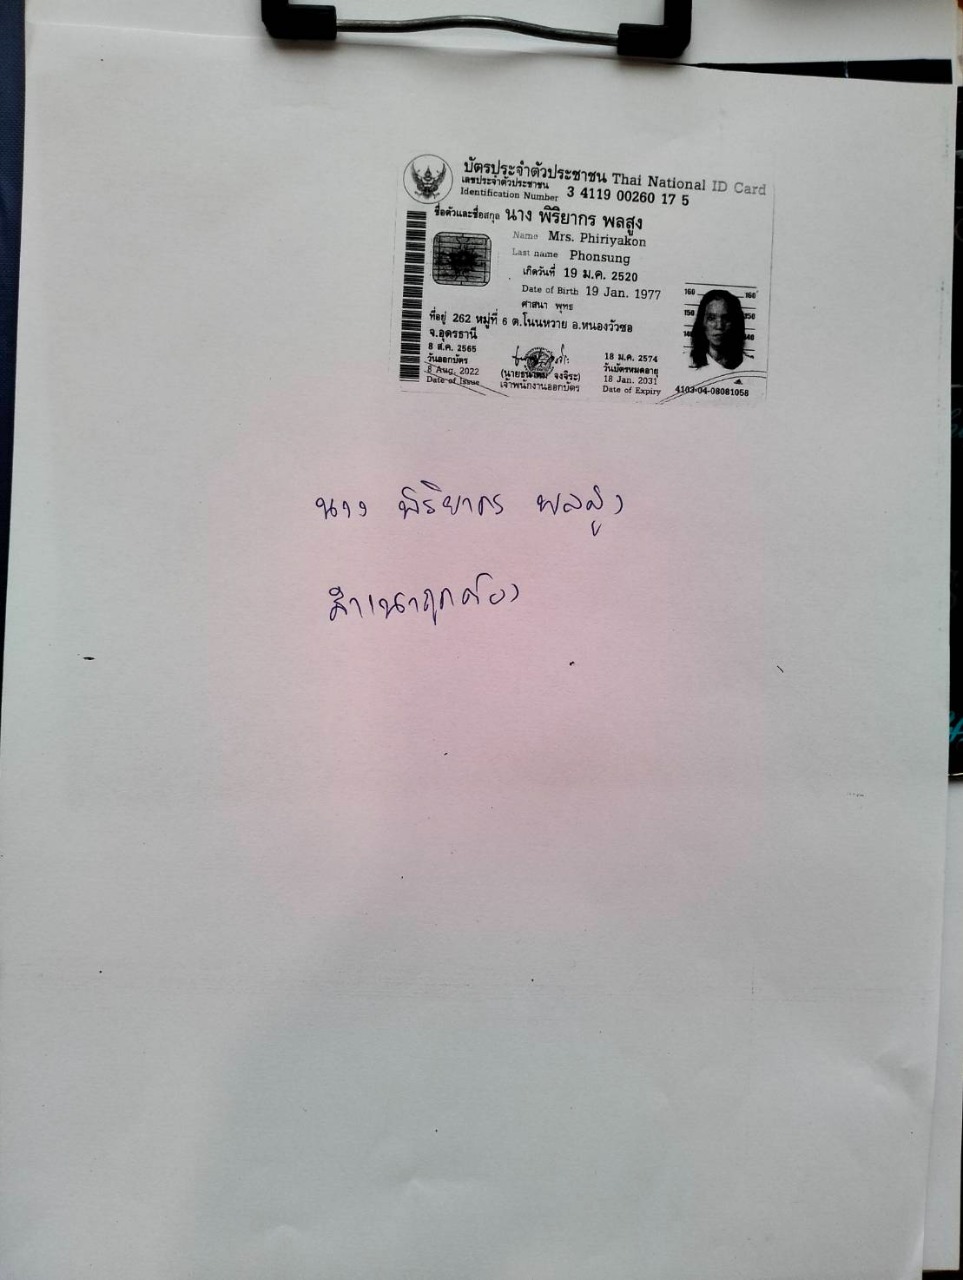 บัตรประจำตัวประชาชน Thai National ID Card
เลขประจำตัวประชาชน
Identification Number 3 4119 00260 17 5
ชื่อตัวและชื่อสกุล นาง พิริยากร พลสูง
Name Mrs. Phiriyakon
Last name Phonsung
เกิดวันที่ 19 ม.ค. 2520
Date of Birth 19 Jan. 1977
ศาสนา พุทธ
ที่อยู่ 262 หมู่ที่ 6 ต.โนนหวาย อ.หนองวัวซอ
จ.อุดรธานี
8 ส.ค. 2565
วันออกบัตร
8 Aug. 2022
Date of Issue
เจ้าพนักงานออกบัตร
18 ม.ค. 2574
วันบัตรหมดอายุ
18 Jan. 2031
Date of Expiry
160 160
150 150
140 140
4103-04-08081058
นาง พิริยากร พลสูง
สำเนาถูกต้อง